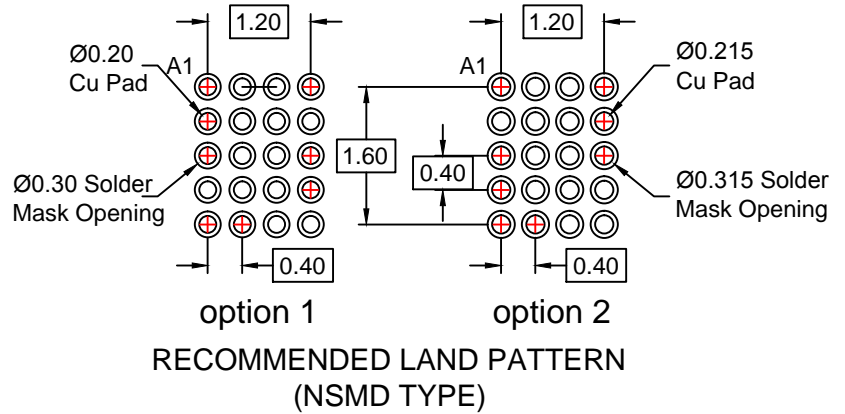 1.20
1.20
Ø0.20
Cu Pad
A1
A1
Ø0.215
Cu Pad
1.60
0.40
Ø0.30 Solder
Mask Opening
Ø0.315 Solder
Mask Opening
0.40
0.40
option 1
option 2
RECOMMENDED LAND PATTERN
(NSMD TYPE)